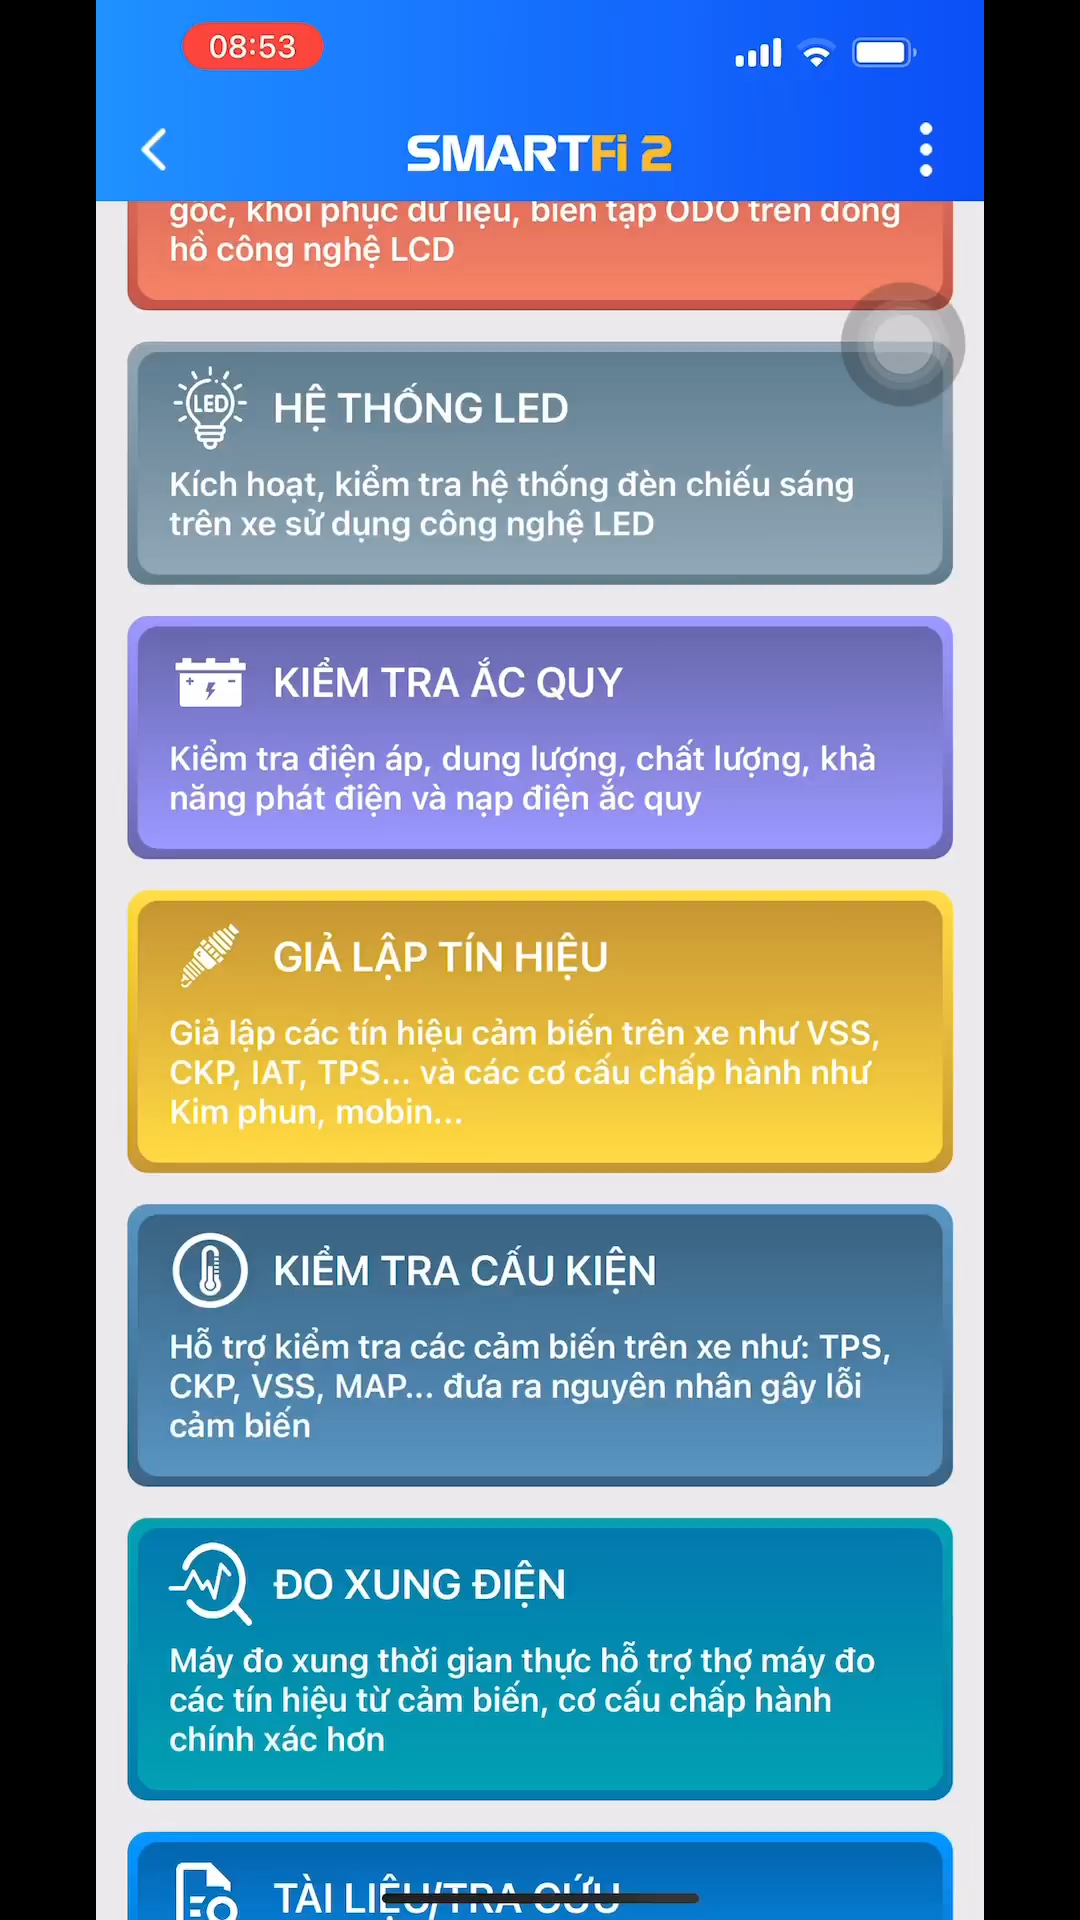 08:53
SMARTFi 2
gốc, khôi phục dữ liệu, biên tập ODO trên đồng
hồ công nghệ LCD
LED
HỆ THỐNG LED
Kích hoạt, kiểm tra hệ thống đèn chiếu sáng
trên xe sử dụng công nghệ LED
KIỂM TRA ẮC QUY
Kiểm tra điện áp, dung lượng, chất lượng, khả
năng phát điện và nạp điện ắc quy
GIẢ LẬP TÍN HIỆU
Giả lập các tín hiệu cảm biến trên xe như VSS,
CKP, IAT, TPS... và các cơ cấu chấp hành như
Kim phun, mobin...
KIỂM TRA CẤU KIỆN
Hỗ trợ kiểm tra các cảm biến trên xe như: TPS,
CKP, VSS, MAP... đưa ra nguyên nhân gây lỗi
cảm biến
ĐO XUNG ĐIỆN
Máy đo xung thời gian thực hỗ trợ thợ máy đo
các tín hiệu từ cảm biến, cơ cấu chấp hành
chính xác hơn
TÀI LIỆU/TRA CỨU